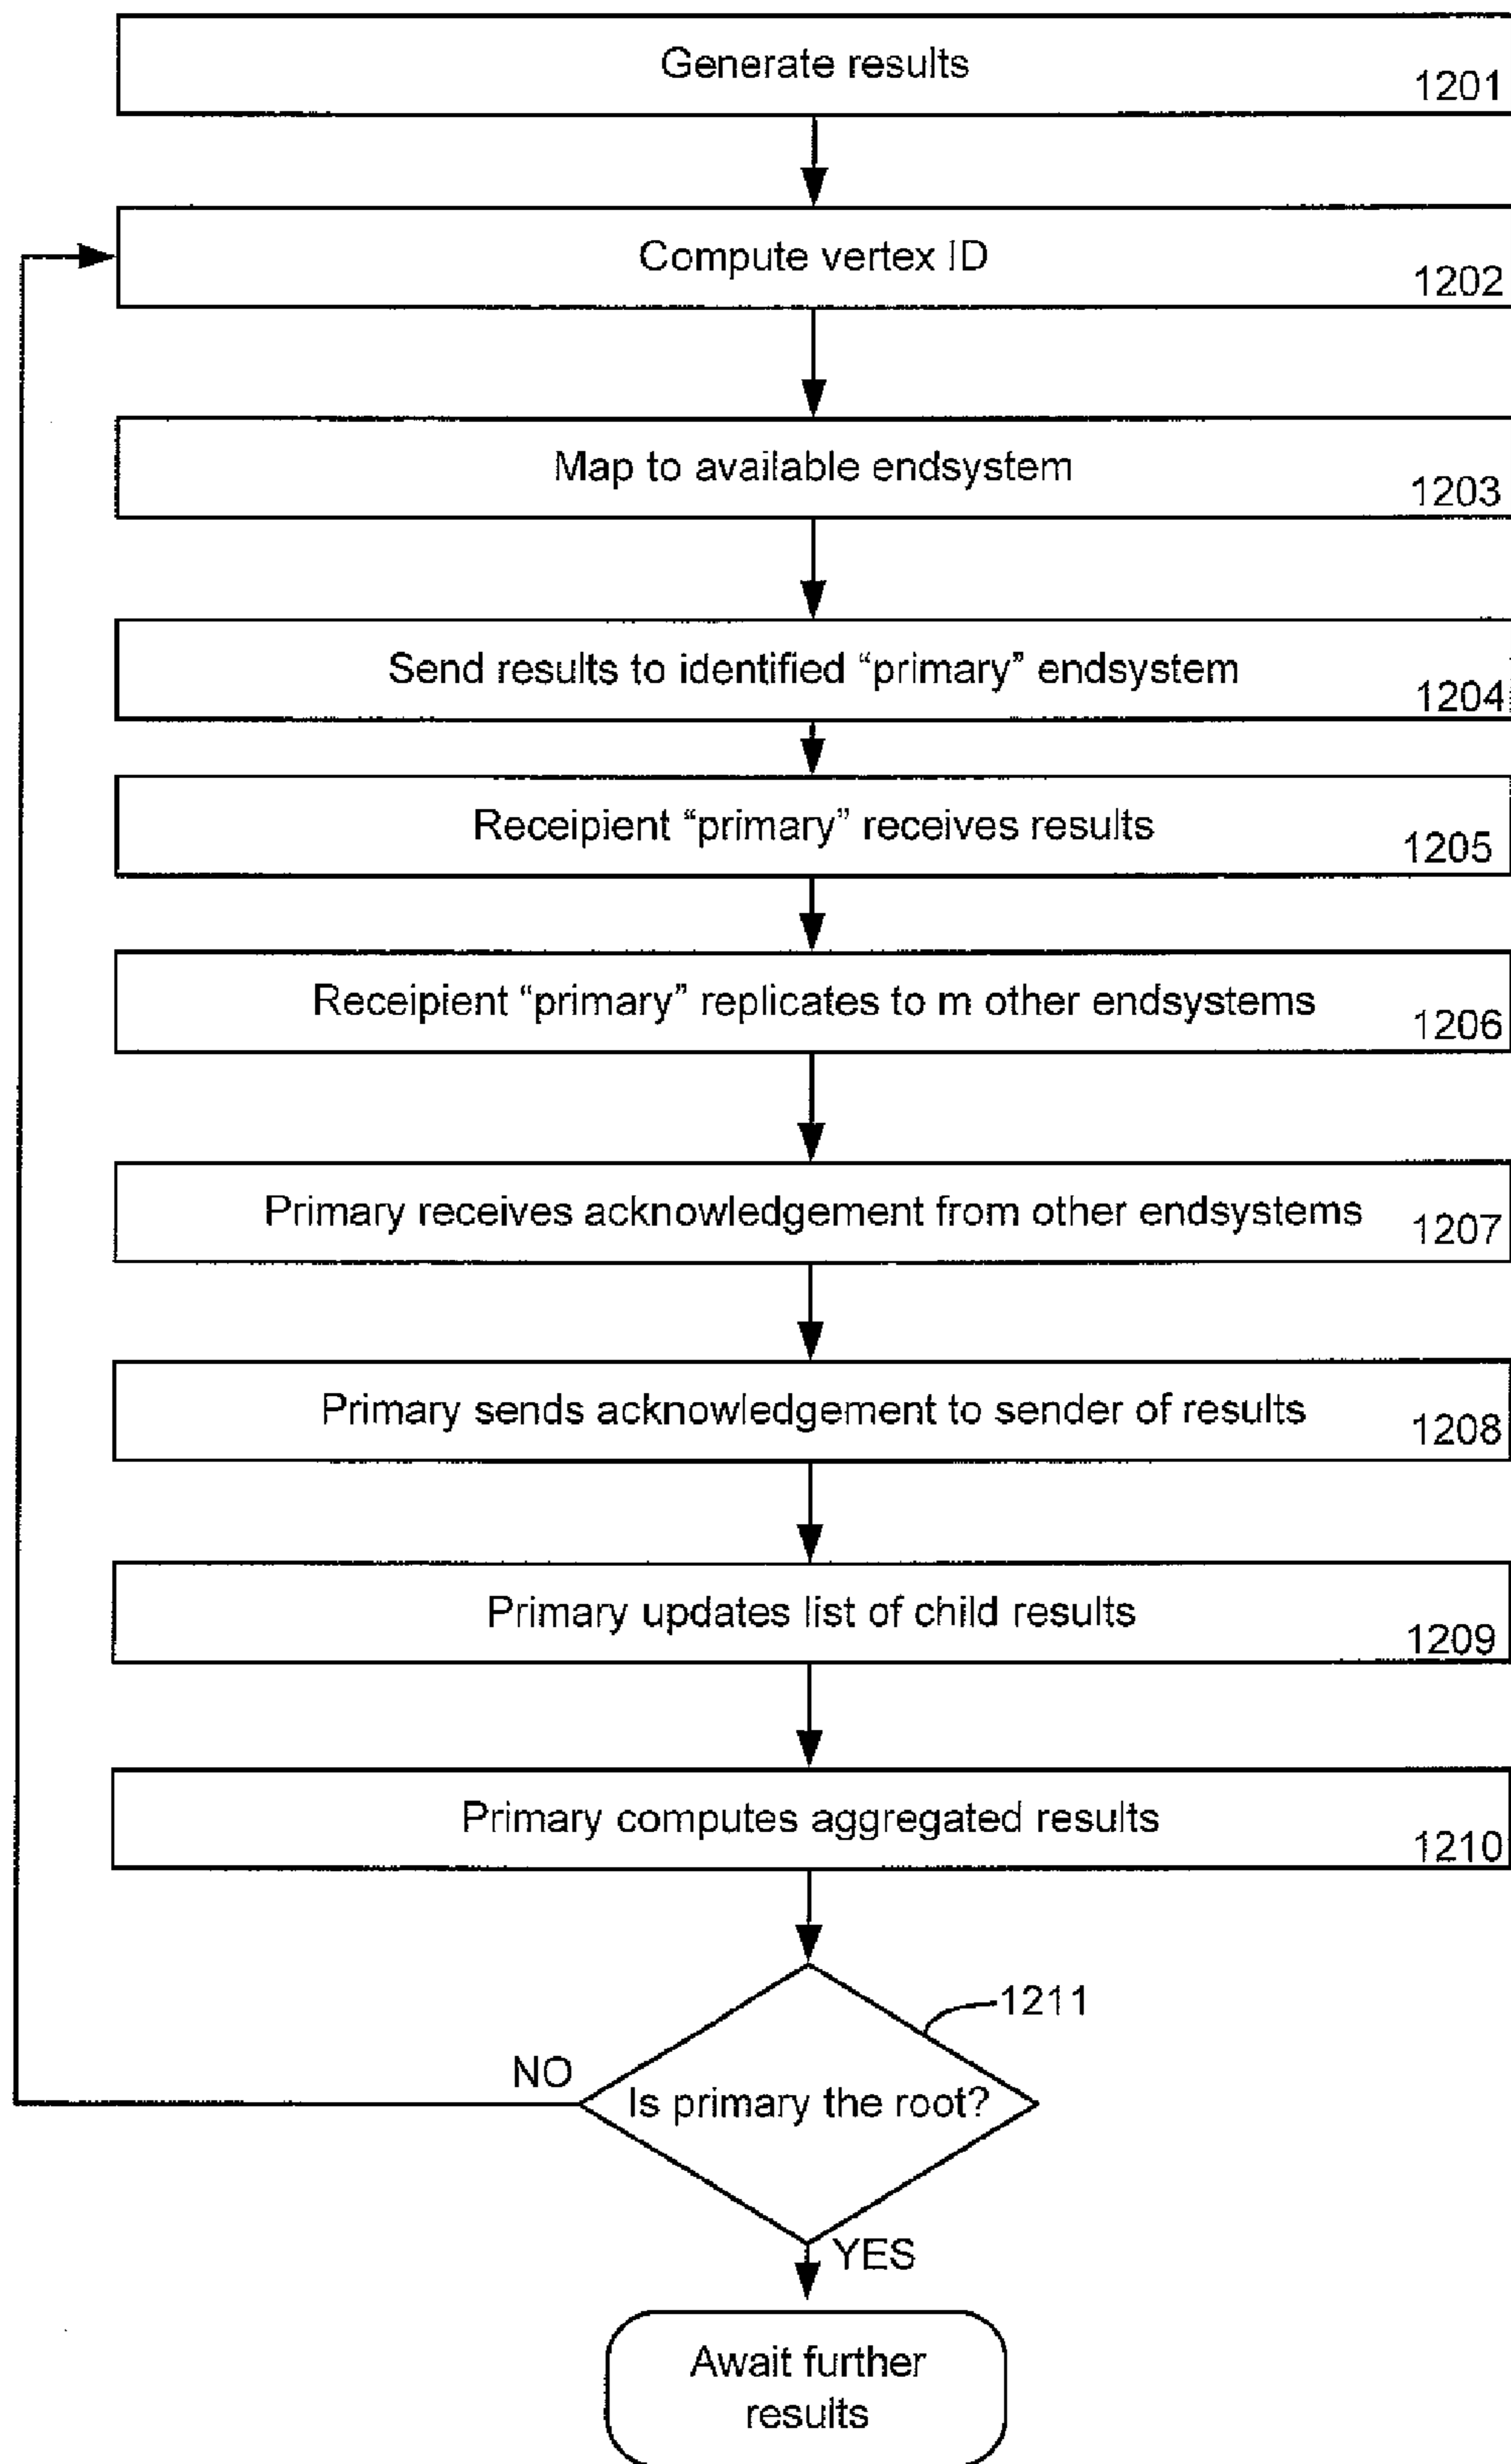 Generate results
1201
Compute vertex ID
1202
Map to available endsystem
1203
Send results to identified “primary” endsystem
1204
Receipient “primary” receives results
1205
Receipient “primary” replicates to m other endsystems
1206
Primary receives acknowledgement from other endsystems
1207
Primary sends acknowledgement to sender of results
1208
Primary updates list of child results
1209
Primary computes aggregated results
1210
1211
NO
Is primary the root?
YES
Await further
results